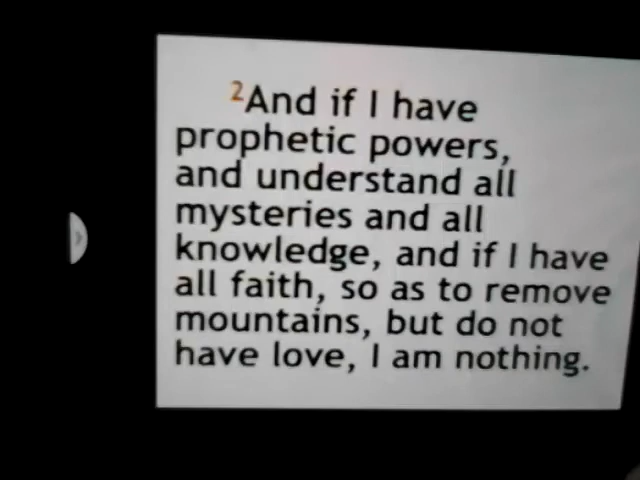 2And if I have
prophetic powers,
and understand all
mysteries and all
knowledge, and if I have
all faith, so as to remove
mountains, but do not
have love, I am nothing.